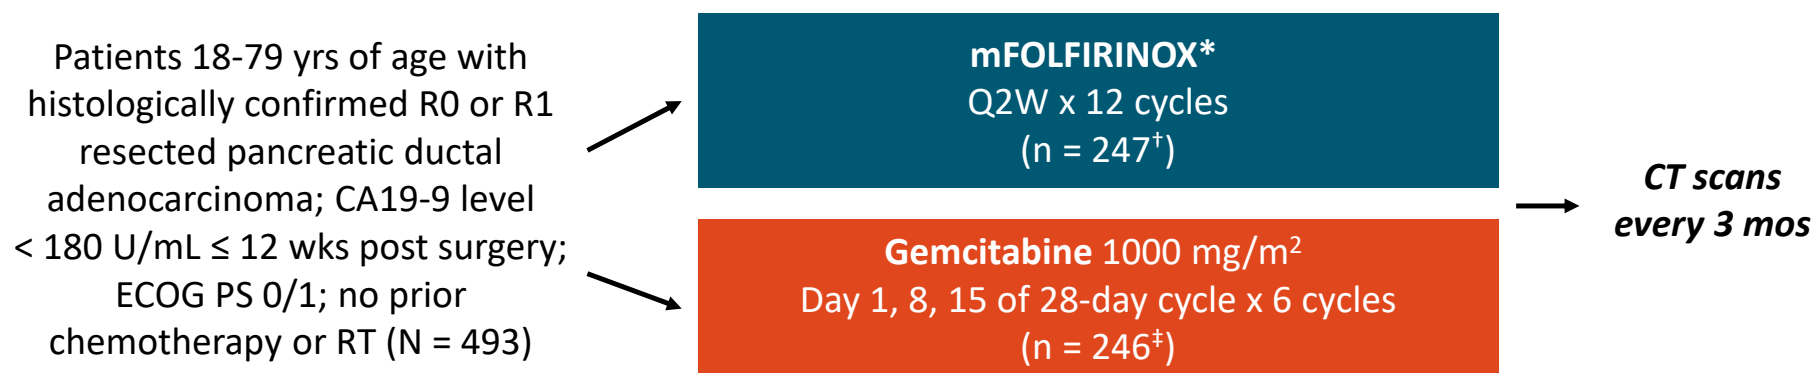 Patients 18-79 yrs of age with
histologically confirmed R0 or R1
resected pancreatic ductal
adenocarcinoma; CA19-9 level
< 180 U/mL ≤ 12 wks post surgery;
ECOG PS 0/1; no prior
chemotherapy or RT (N = 493)
mFOLFIRINOX*
Q2W x 12 cycles
(n = 247†)
Gemcitabine 1000 mg/m²
Day 1, 8, 15 of 28-day cycle x 6 cycles
(n = 246‡)
CT scans
every 3 mos